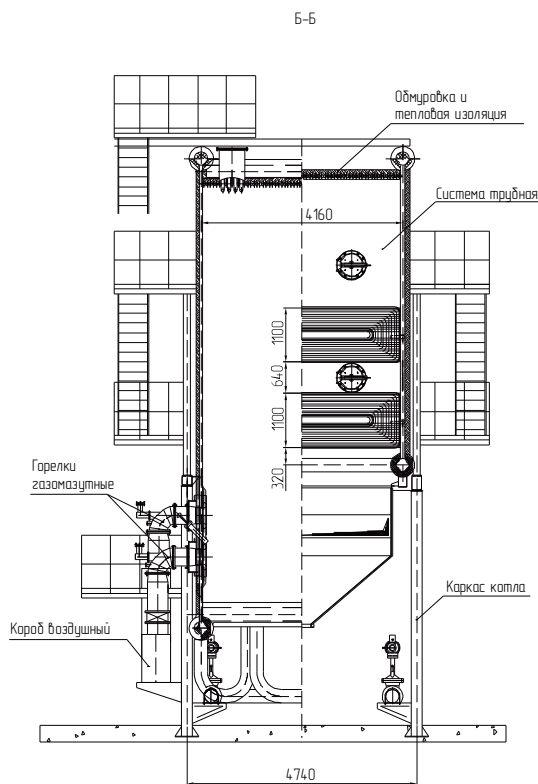 Б-Б
Обмуровка и
тепловая изоляция
Система трубная
4160
1100
640
1100
320
Горелки
газомазутные
Каркас котла
Короб воздушный
4740